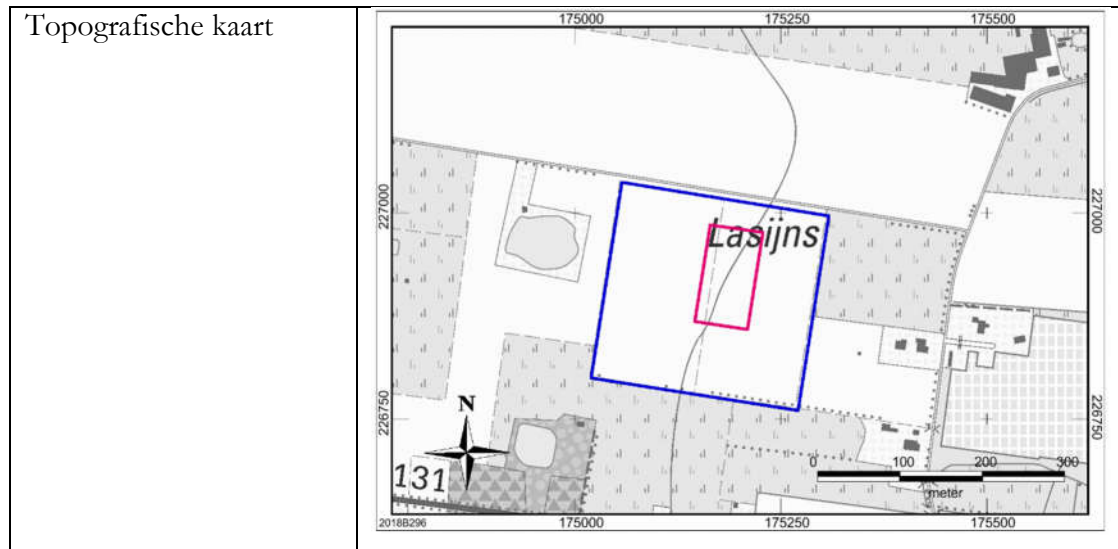 Topografische kaart
175000 175250 175500
227000 227000
Lasijns
226750 226750
N
131
0 100 200 300
meter
2018B296
175000 175250 175500